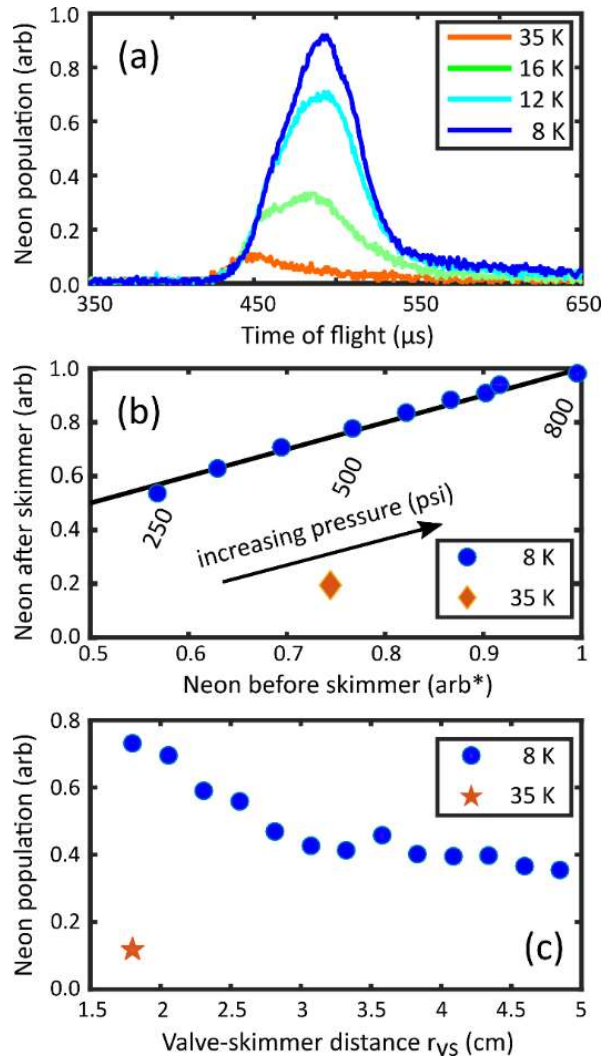 1.0
0.8
0.6
0.4
0.2
0.0
Neon population (arb)
(a)
35 K
16 K
12 K
8 K
350 450 550 650
Time of flight (μs)
1.0
0.8
0.6
0.4
0.2
0.0
Neon after skimmer (arb)
(b)
250
500
800
increasing pressure (psi)
8 K
35 K
0.5 0.6 0.7 0.8 0.9 1
Neon before skimmer (arb*)
0.8
0.6
0.4
0.2
0.0
Neon population (arb)
8 K
35 K
(c)
1.5 2 2.5 3 3.5 4 4.5 5
Valve-skimmer distance rVS (cm)